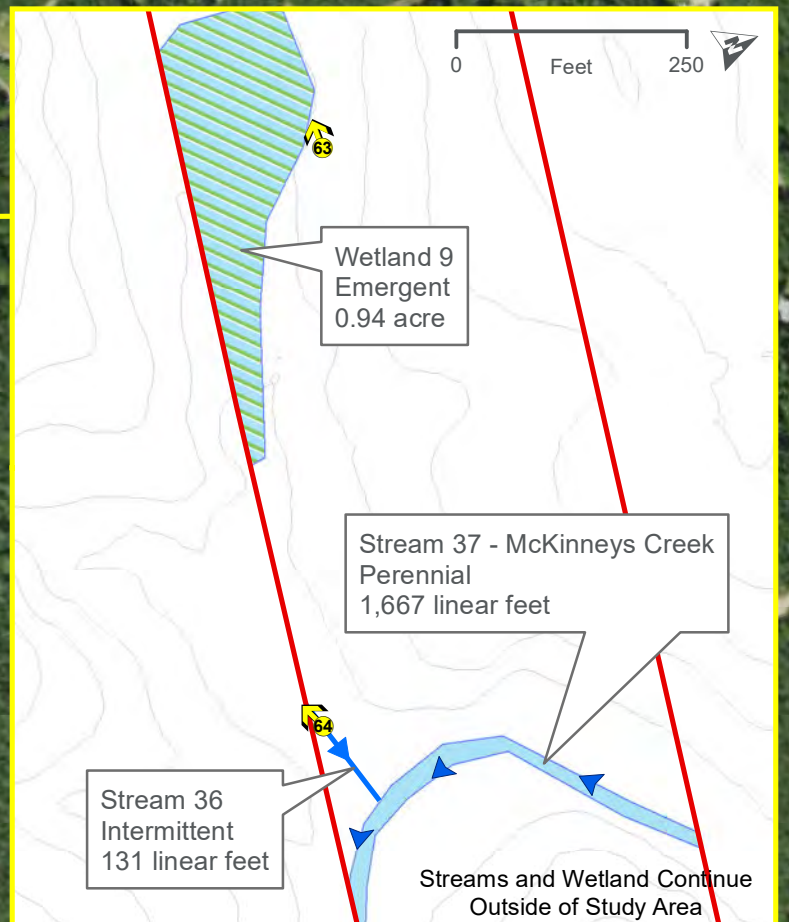 0 Feet 250
N
63
Wetland 9
Emergent
0.94 acre
Stream 37 - McKinneys Creek
Perennial
1,667 linear feet
64
Stream 36
Intermittent
131 linear feet
Streams and Wetland Continue
Outside of Study Area